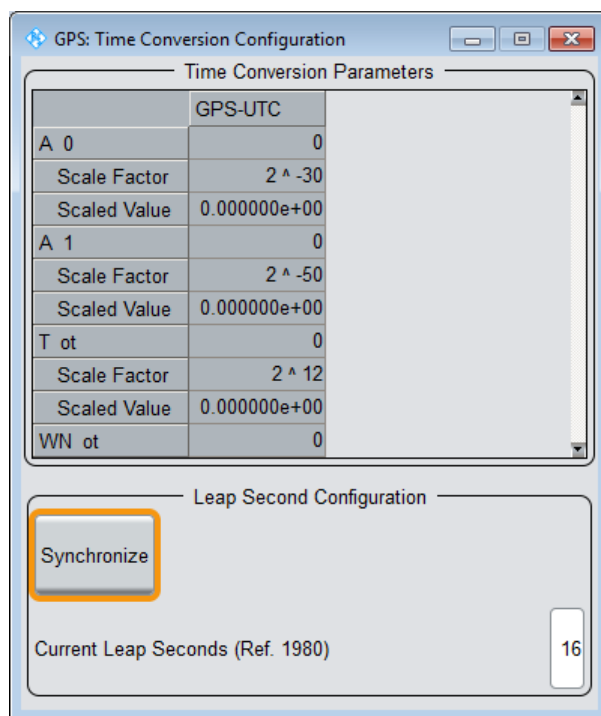 GPS: Time Conversion Configuration
Time Conversion Parameters
GPS-UTC
A 0 0
Scale Factor 2 ^ -30
Scaled Value 0.000000e+00
A 1 0
Scale Factor 2 ^ -50
Scaled Value 0.000000e+00
T ot 0
Scale Factor 2 ^ 12
Scaled Value 0.000000e+00
WN ot 0
Leap Second Configuration
Synchronize
Current Leap Seconds (Ref. 1980) 16